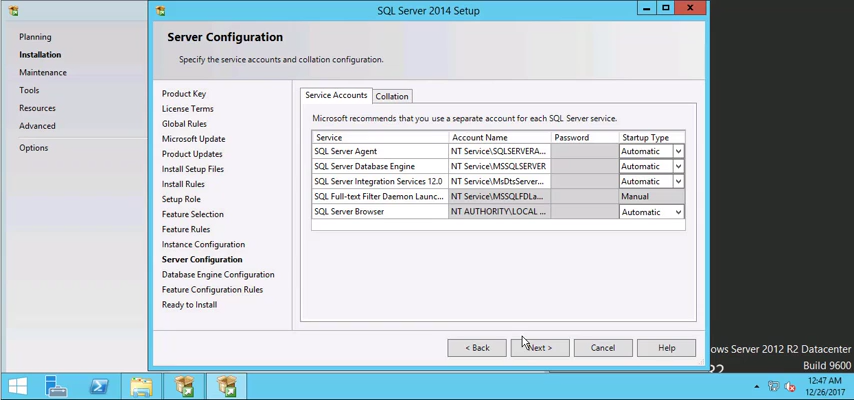 SQL Server 2014 Setup
Planning
Installation
Maintenance
Tools
Resources
Advanced
Options
Server Configuration
Specify the service accounts and collation configuration.
Product Key
License Terms
Global Rules
Microsoft Update
Product Updates
Install Setup Files
Install Rules
Setup Role
Feature Selection
Feature Rules
Instance Configuration
Server Configuration
Database Engine Configuration
Feature Configuration Rules
Ready to Install
Service Accounts Collation
Microsoft recommends that you use a separate account for each SQL Server service.
Service Account Name Password Startup Type
SQL Server Agent NT Service\SQLSERVERA... Automatic
SQL Server Database Engine NT Service\MSSQLSERVER Automatic
SQL Server Integration Services 12.0 NT Service\MsDtsServer... Automatic
SQL Full-text Filter Daemon Launc... NT Service\MSSQLFDLa... Manual
SQL Server Browser NT AUTHORITY\LOCAL ... Automatic
< Back Next > Cancel Help
ows Server 2012 R2 Datacenter
Build 9600
12:47 AM
12/26/2017